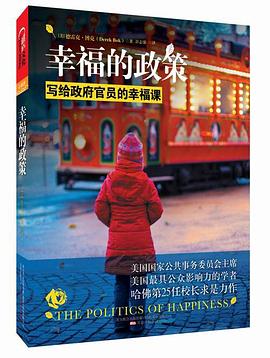 [美] 德雷克·博克 (Derek Bok) 著
幸福的政策
写给政府官员的幸福课
美国国家公共事务委员会主席
美国最具公众影响力的学者
哈佛第25任校长求是力作
THE POLITICS OF HAPPINESS
幸福的政策